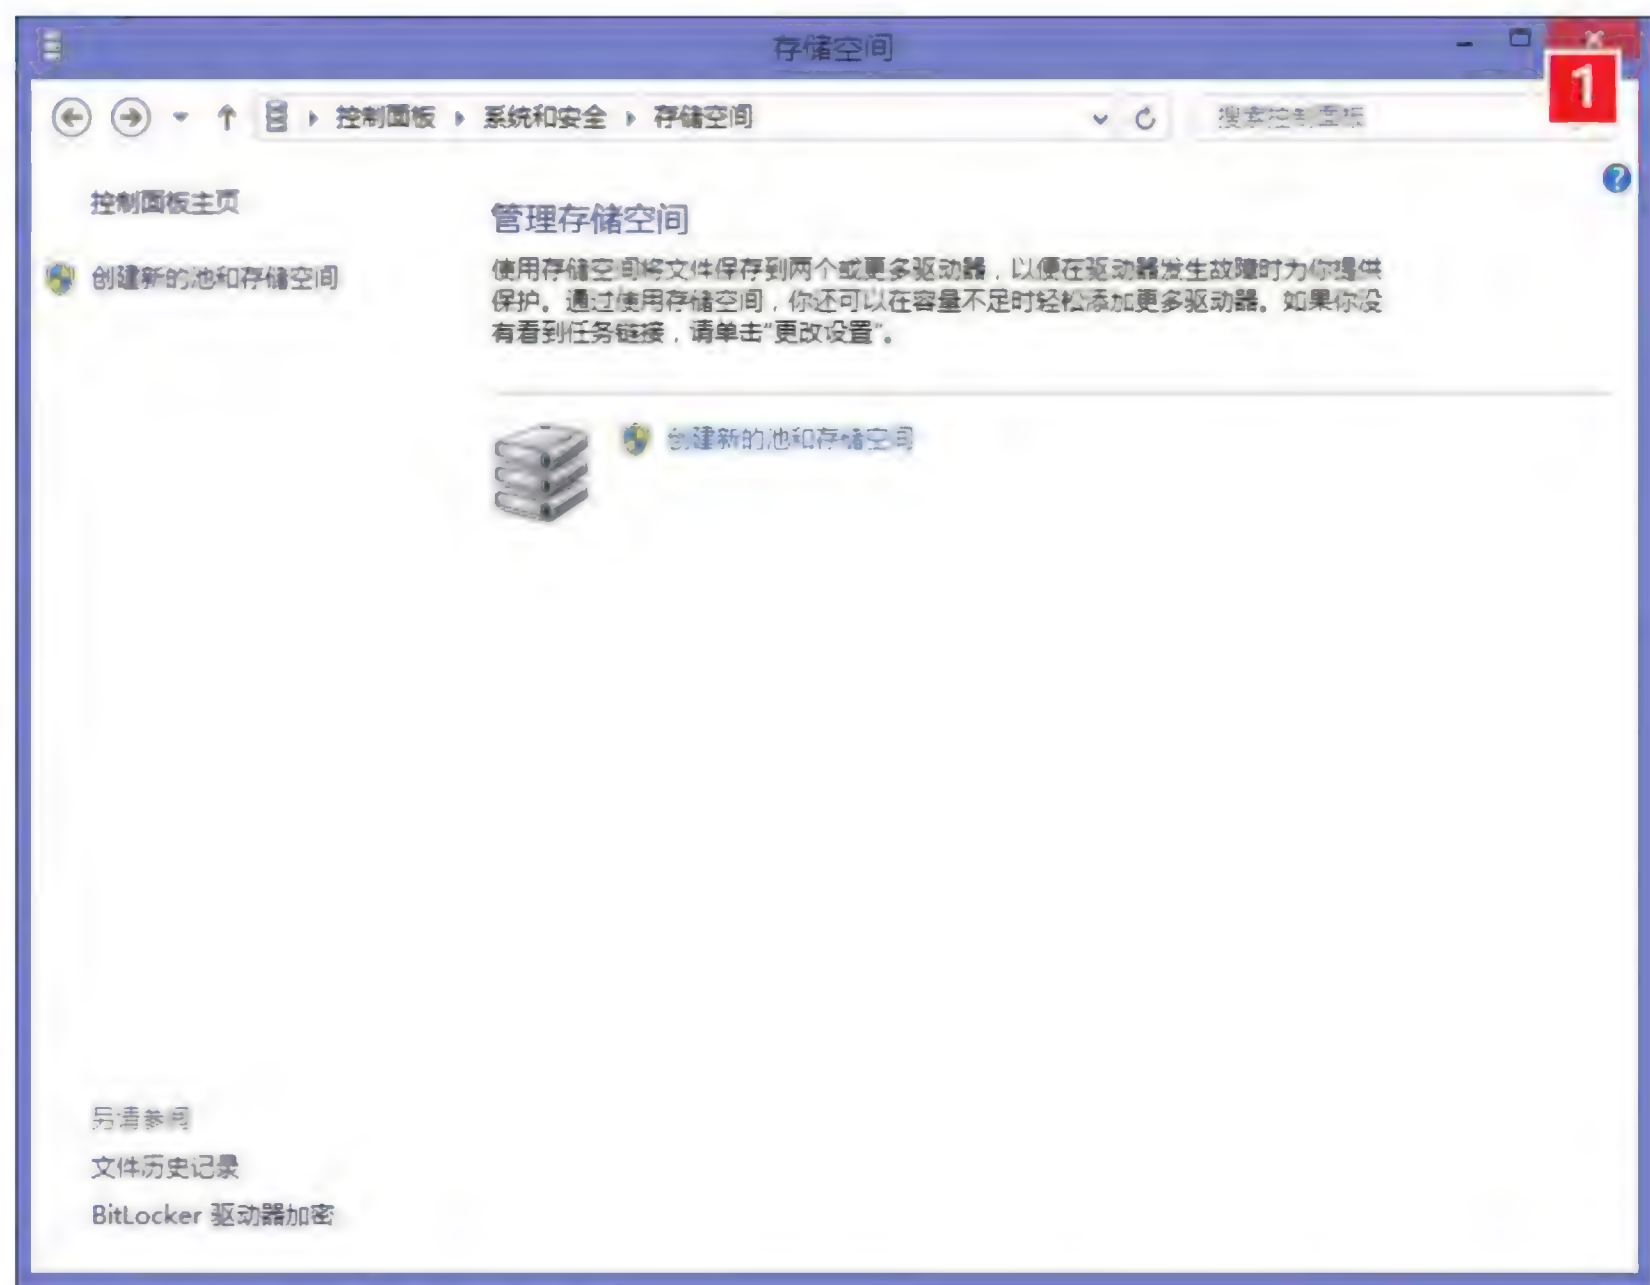 存储空间
1
控制面板 系统和安全 存储空间
搜索控制面板
控制面板主页
创建新的池和存储空间
管理存储空间
使用存储空间将文件保存到两个或更多驱动器，以便在驱动器发生故障时为你提供
保护。通过使用存储空间，你还可以在容量不足时轻松添加更多驱动器。如果你没
有看到任务链接，请单击“更改设置”。
创建新的池和存储空间
另请参阅
文件历史记录
BitLocker 驱动器加密